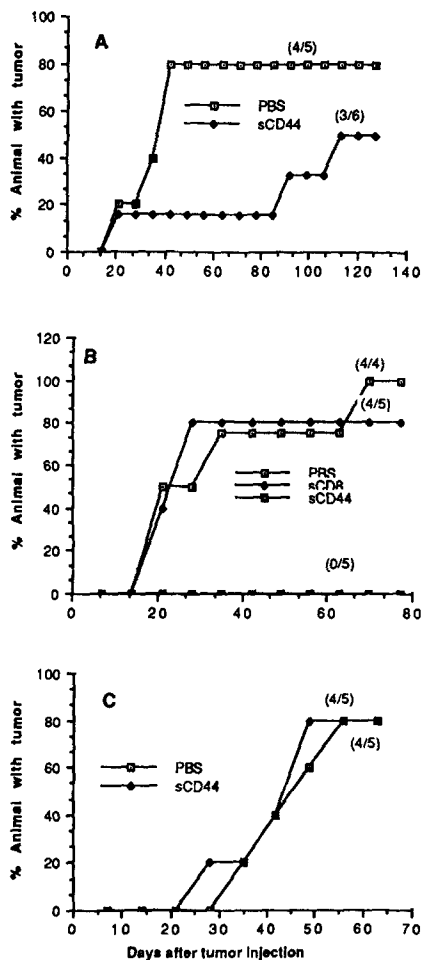 A
% Animal with tumor
100
80
60
40
20
0
(4/5)
PBS
sCD44
(3/6)
0 20 40 60 80 100 120 140
B
% Animal with tumor
120
100
80
60
40
20
0
(4/4)
(4/5)
PBS
sCD8
sCD44
(0/5)
0 20 40 60 80
C
% Animal with tumor
100
80
60
40
20
0
(4/5)
(4/5)
PBS
sCD44
0 10 20 30 40 50 60 70
Days after tumor injection